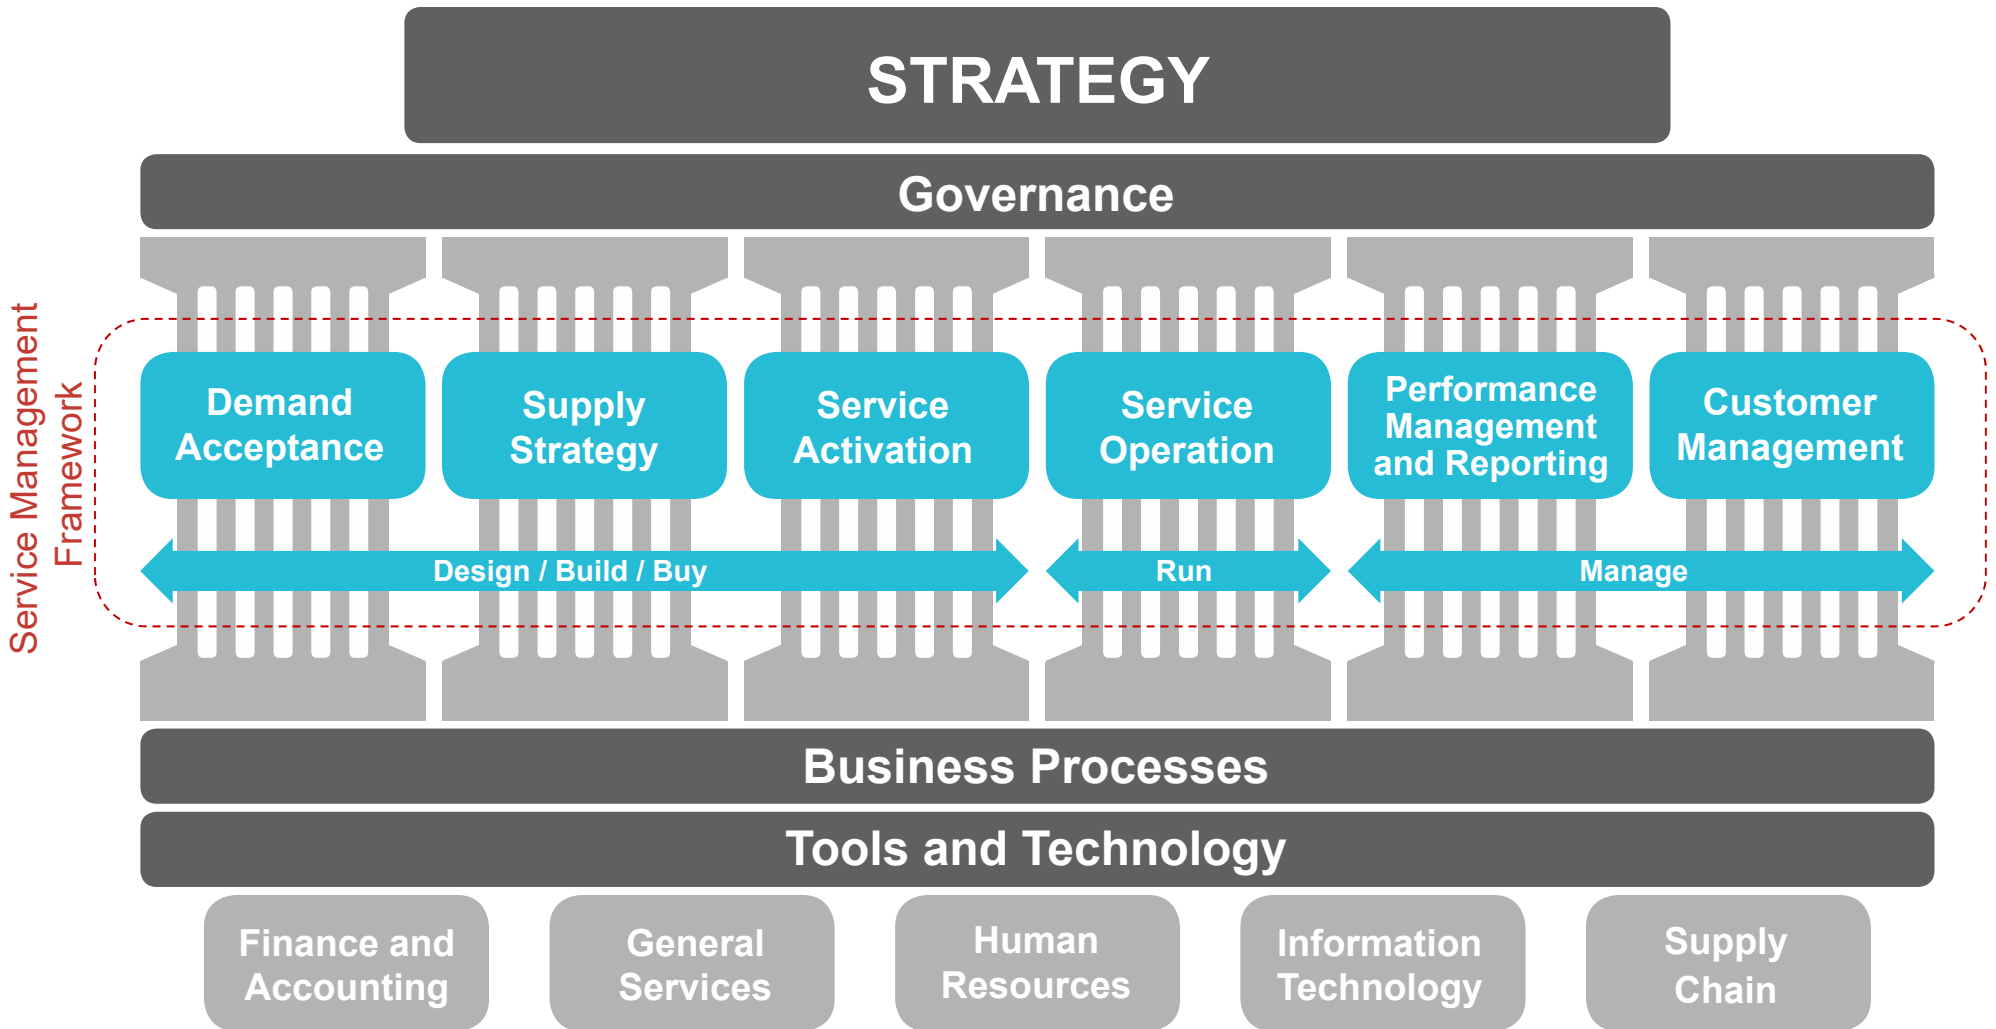 STRATEGY
Governance
Service Management
Framework
Demand
Acceptance
Supply
Strategy
Service
Activation
Service
Operation
Performance
Management
and Reporting
Customer
Management
Design / Build / Buy
Run
Manage
Business Processes
Tools and Technology
Finance and
Accounting
General
Services
Human
Resources
Information
Technology
Supply
Chain